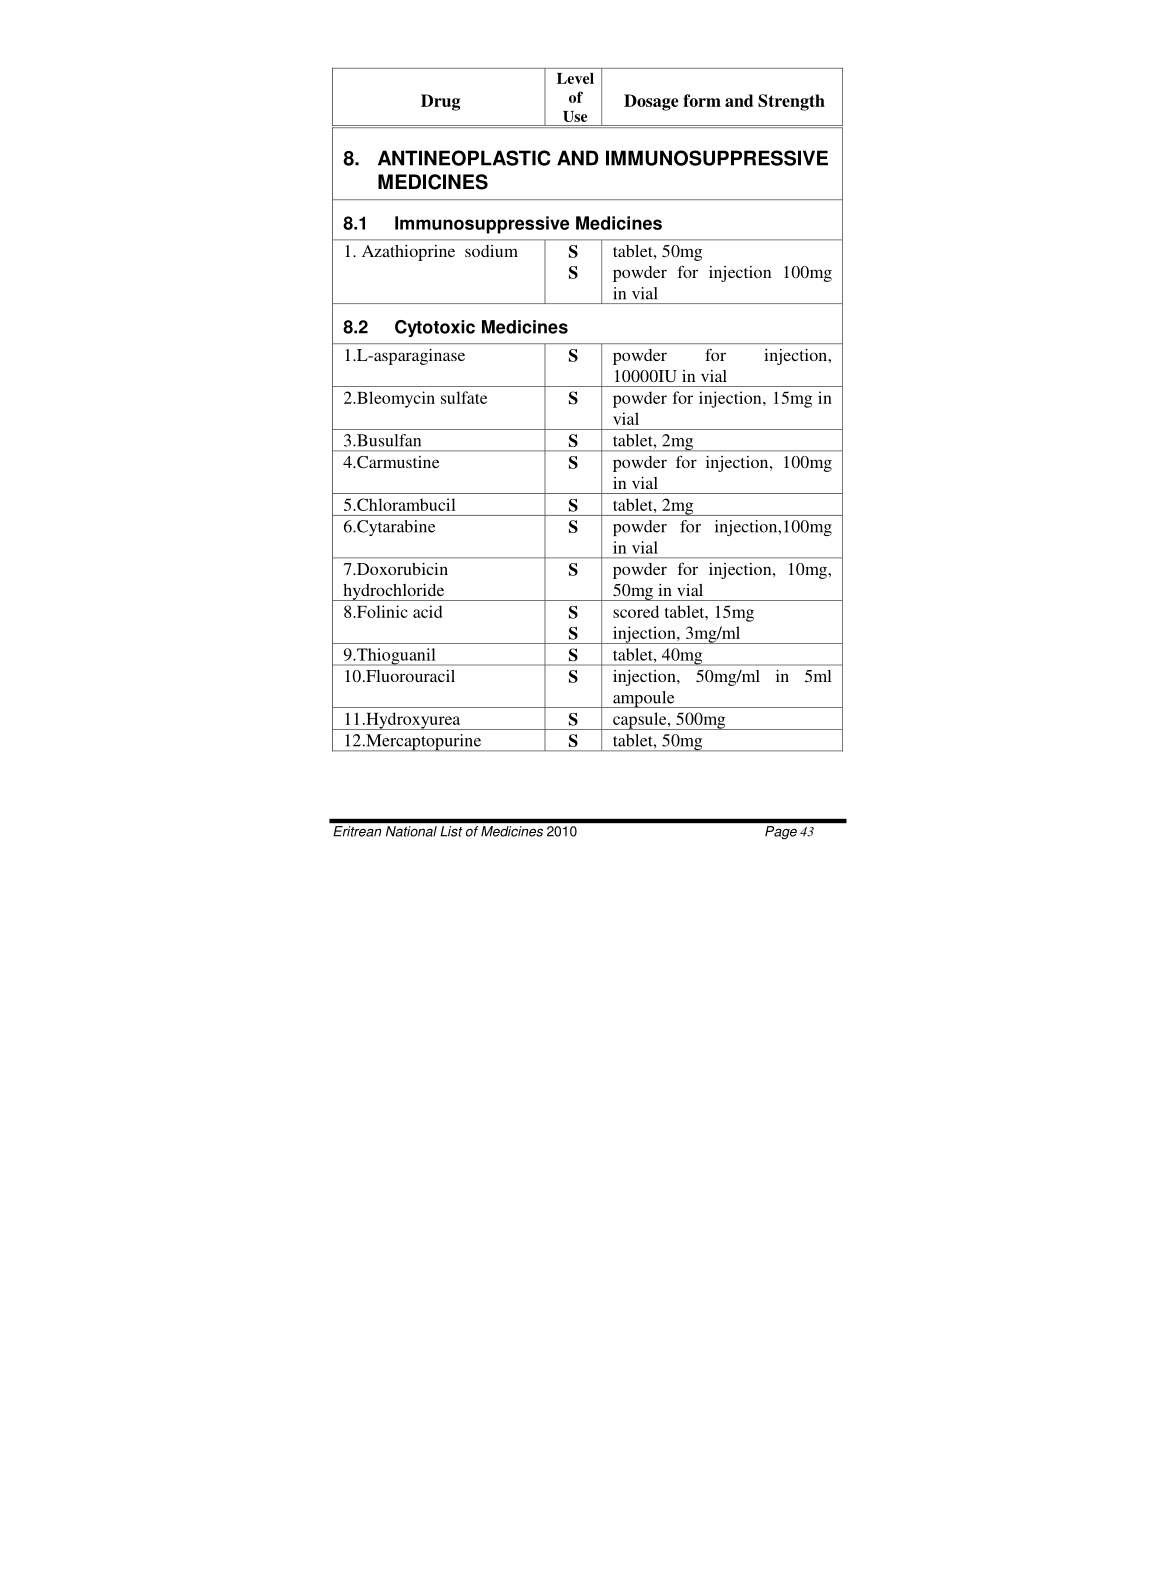 Drug
Level
of
Use
Dosage form and Strength
8. ANTINEOPLASTIC AND IMMUNOSUPPRESSIVE
MEDICINES
8.1 Immunosuppressive Medicines
1. Azathioprine sodium S tablet, 50mg
S powder for injection 100mg
in vial
8.2 Cytotoxic Medicines
1.L-asparaginase S powder for injection,
10000IU in vial
2.Bleomycin sulfate S powder for injection, 15mg in
vial
3.Busulfan S tablet, 2mg
4.Carmustine S powder for injection, 100mg
in vial
5.Chlorambucil S tablet, 2mg
6.Cytarabine S powder for injection,100mg
in vial
7.Doxorubicin S powder for injection, 10mg,
hydrochloride 50mg in vial
8.Folinic acid S scored tablet, 15mg
S injection, 3mg/ml
9.Thioguanil S tablet, 40mg
10.Fluorouracil S injection, 50mg/ml in 5ml
ampoule
11.Hydroxyurea S capsule, 500mg
12.Mercaptopurine S tablet, 50mg
Eritrean National List of Medicines 2010 Page 43